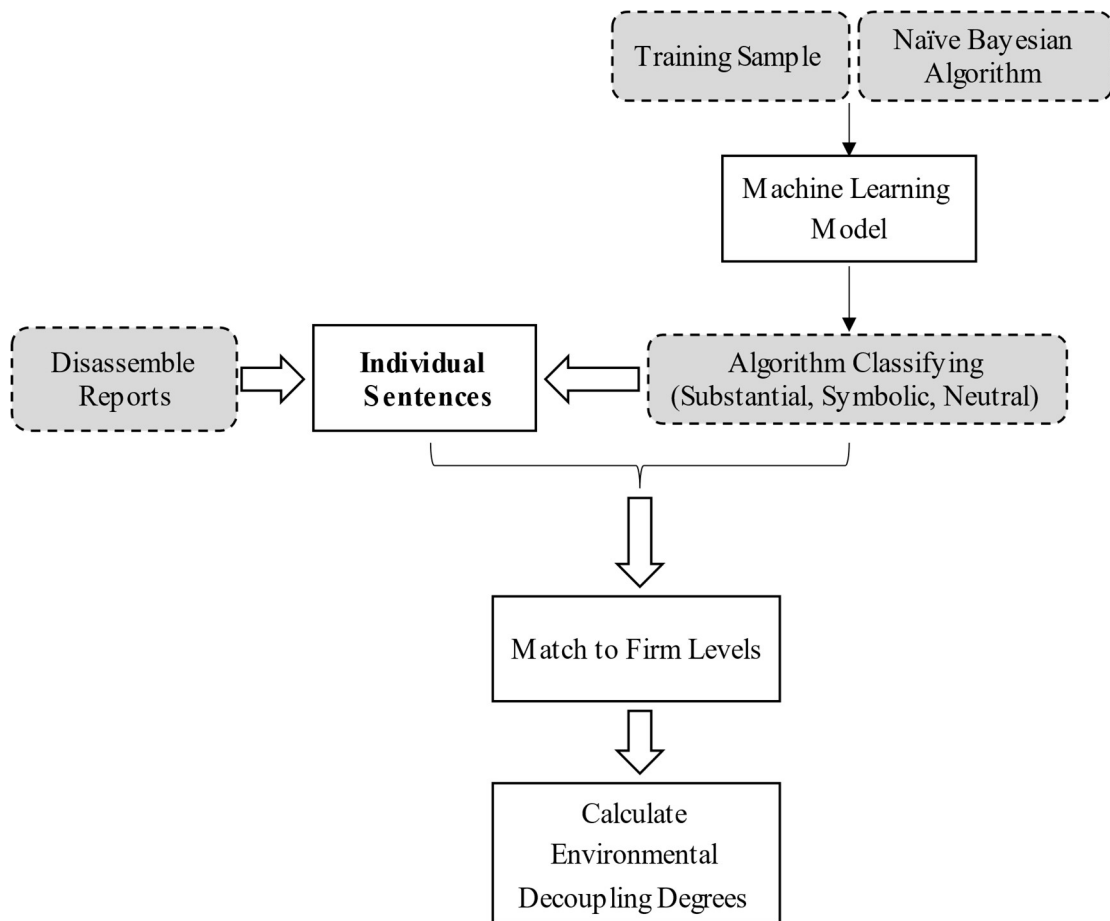 Training Sample
Naïve Bayesian
Algorithm
Machine Learning
Model
Disassemble
Reports
Individual
Sentences
Algorithm Classifying
(Substantial, Symbolic, Neutral)
Match to Firm Levels
Calculate
Environmental
Decoupling Degrees